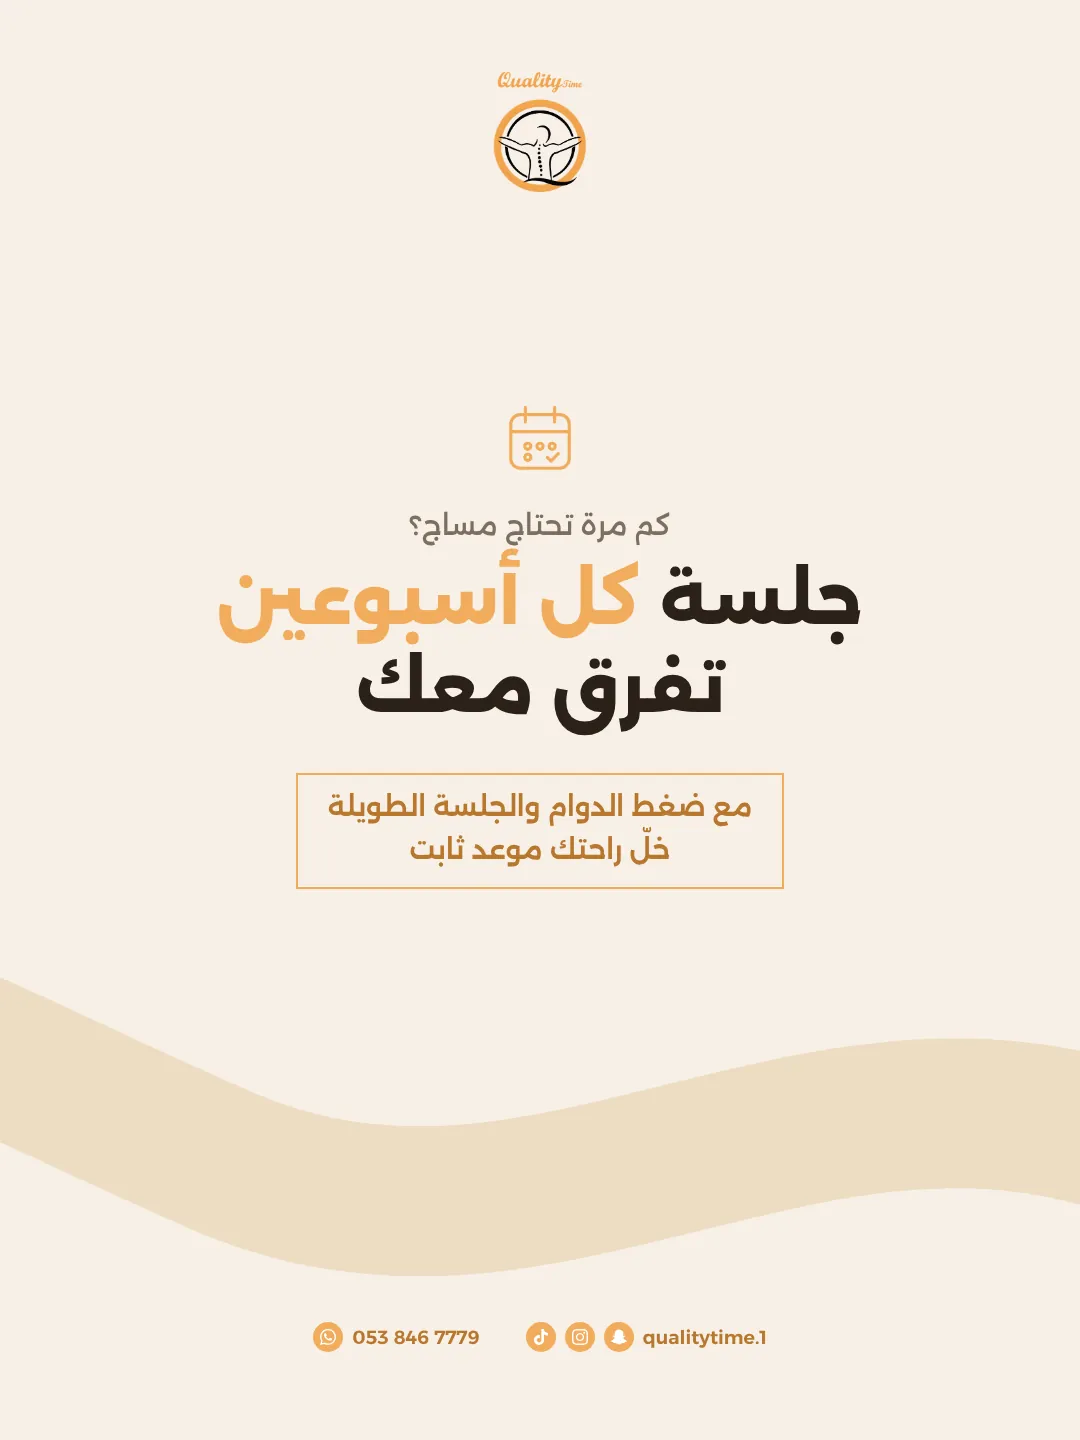 Quality Time
كم مرة تحتاج مساج؟
جلسة كل أسبوعين
تفرق معك
مع ضغط الدوام والجلسة الطويلة
خلّ راحتك موعد ثابت
053 846 7779
qualitytime.1